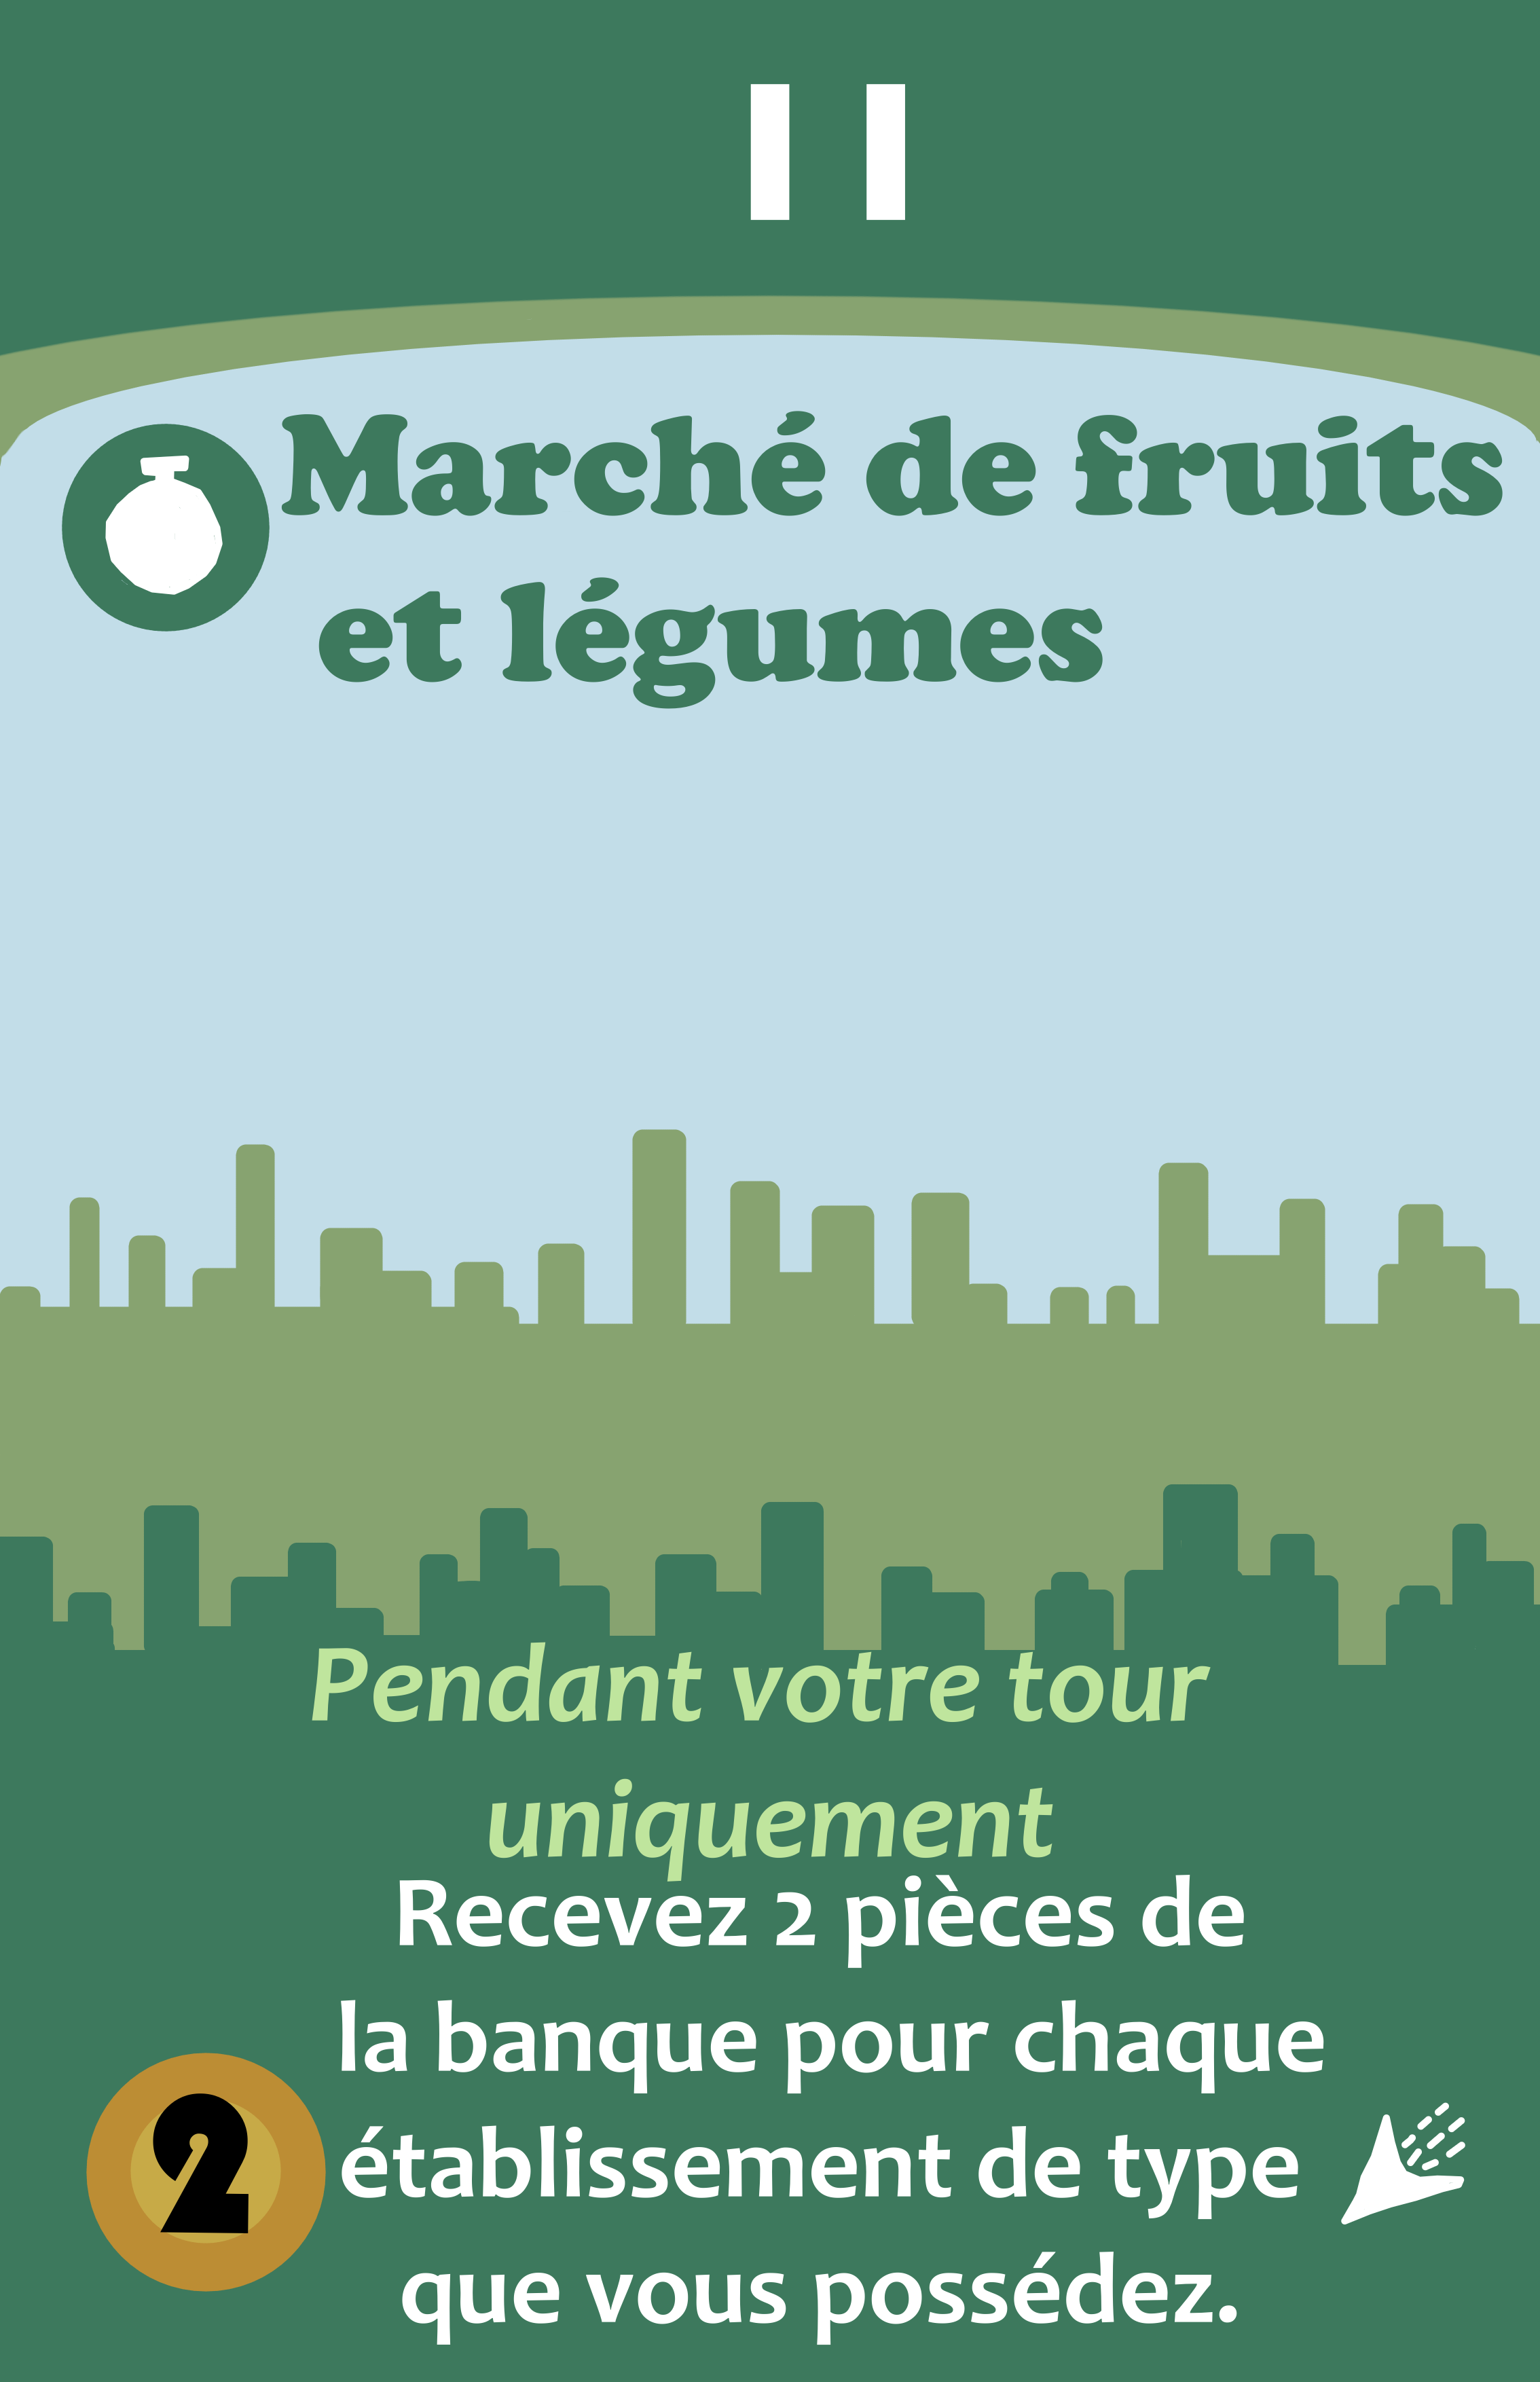 11
Marché de fruits
et légumes
Pendant votre tour
uniquement
Recevez 2 pièces de
la banque pour chaque
établissement de type
que vous possédez.
2